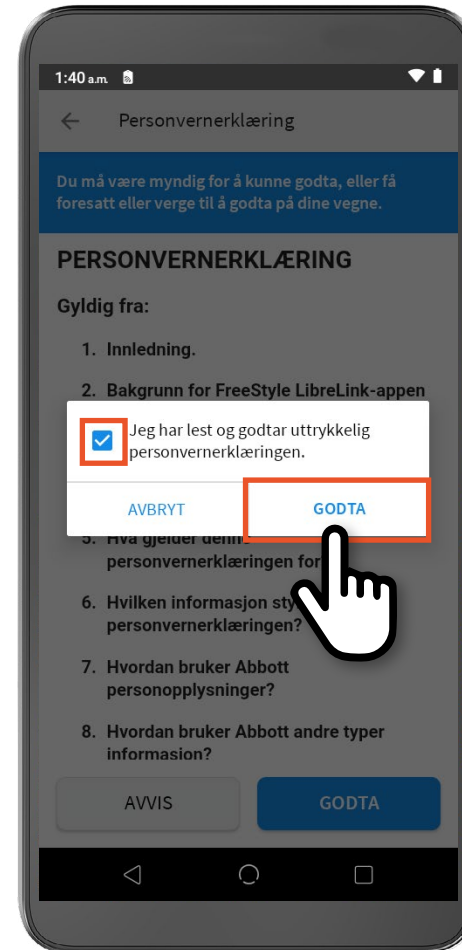 1:40 a.m.
Personvernerklæring
Du må være myndig for å kunne godta, eller få
foresatt eller verge til å godta på dine vegne.
PERSONVERNERKLÆRING
Gyldig fra:
1. Innledning.
2. Bakgrunn for FreeStyle LibreLink-appen
Jeg har lest og godtar uttrykkelig
personvernerklæringen.
AVBRYT
GODTA
5. Hva gjelder denne
personvernerklæringen for
6. Hvilken informasjon
personvernerklæringen?
7. Hvordan bruker Abbott
personopplysninger?
8. Hvordan bruker Abbott andre typer
informasjon?
AVVIS
GODTA